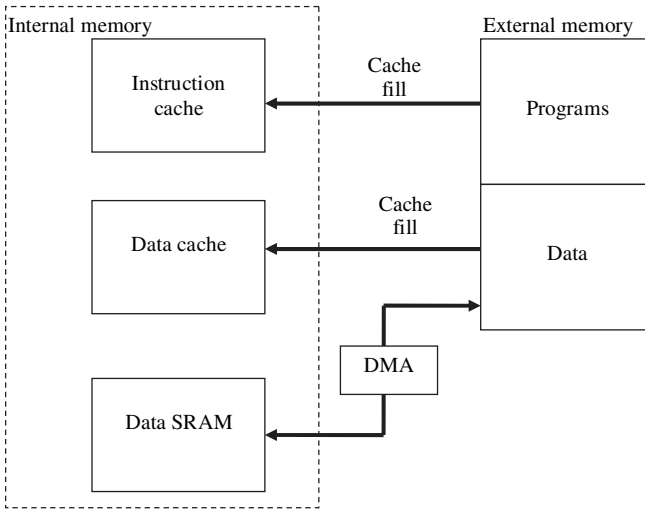 Internal memory
External memory
Instruction
cache
Cache
fill
Programs
Data cache
Cache
fill
Data
DMA
Data SRAM